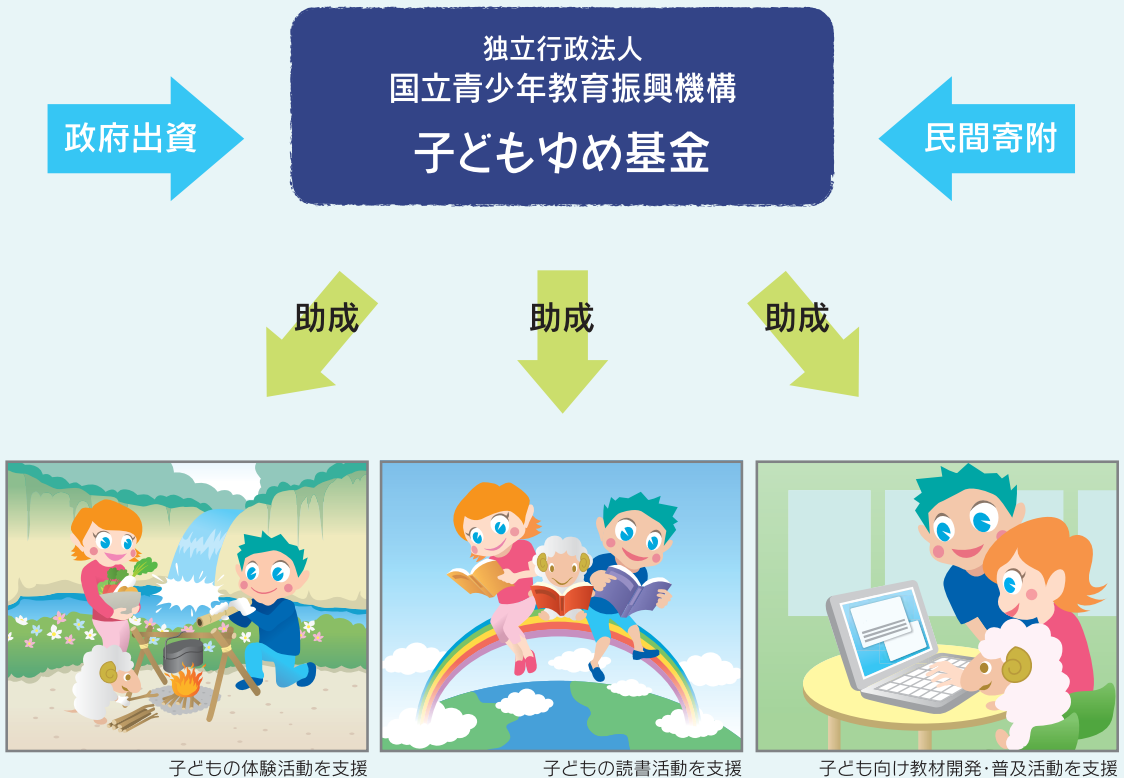 独立行政法人
国立青少年教育振興機構
子どもゆめ基金
政府出資
民間寄附
助成
助成
助成
子どもの体験活動を支援
子どもの読書活動を支援
子ども向け教材開発・普及活動を支援